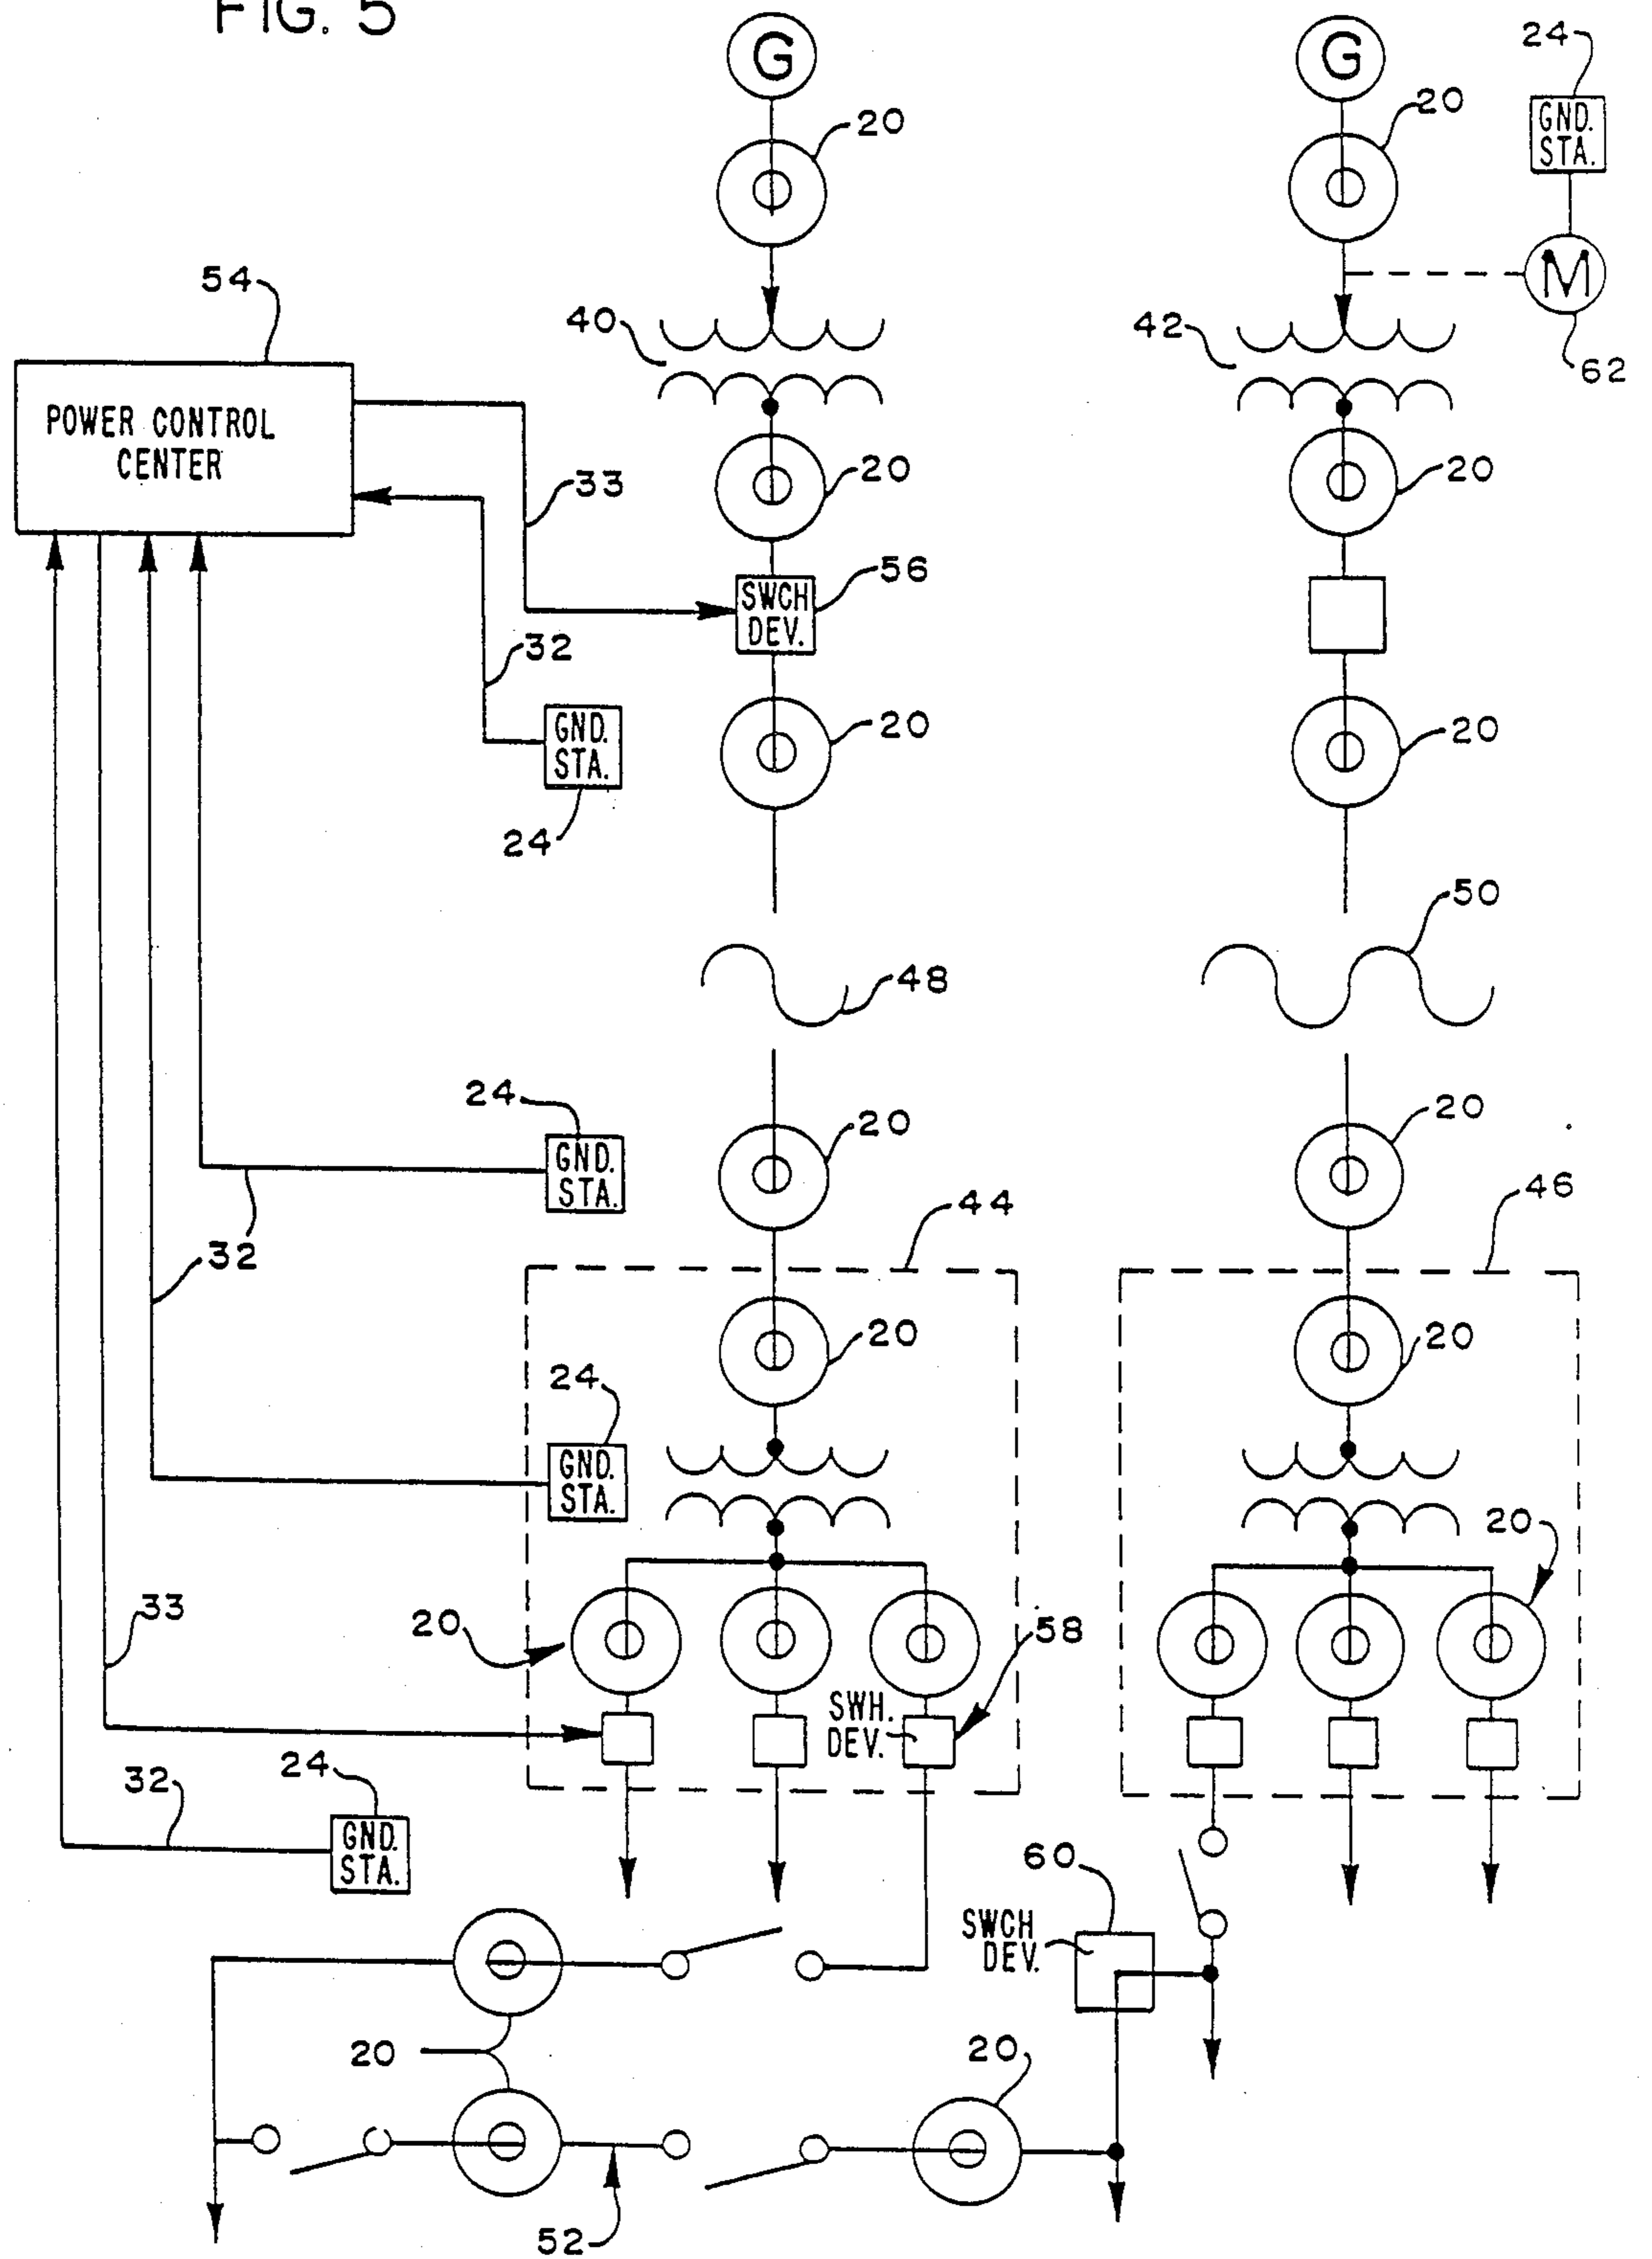 FIG. 5
G
G
24
GND.
STA.
20
20
M
62
54
40
42
POWER CONTROL
CENTER
20
20
33
56
SWCH
DEV.
32
GND.
STA.
24
20
20
50
48
24
GND.
STA.
20
20
32
44
46
24
GND.
STA.
20
20
20
33
20
58
SWH.
DEV.
32
24
GND.
STA.
60
SWCH
DEV.
20
20
52